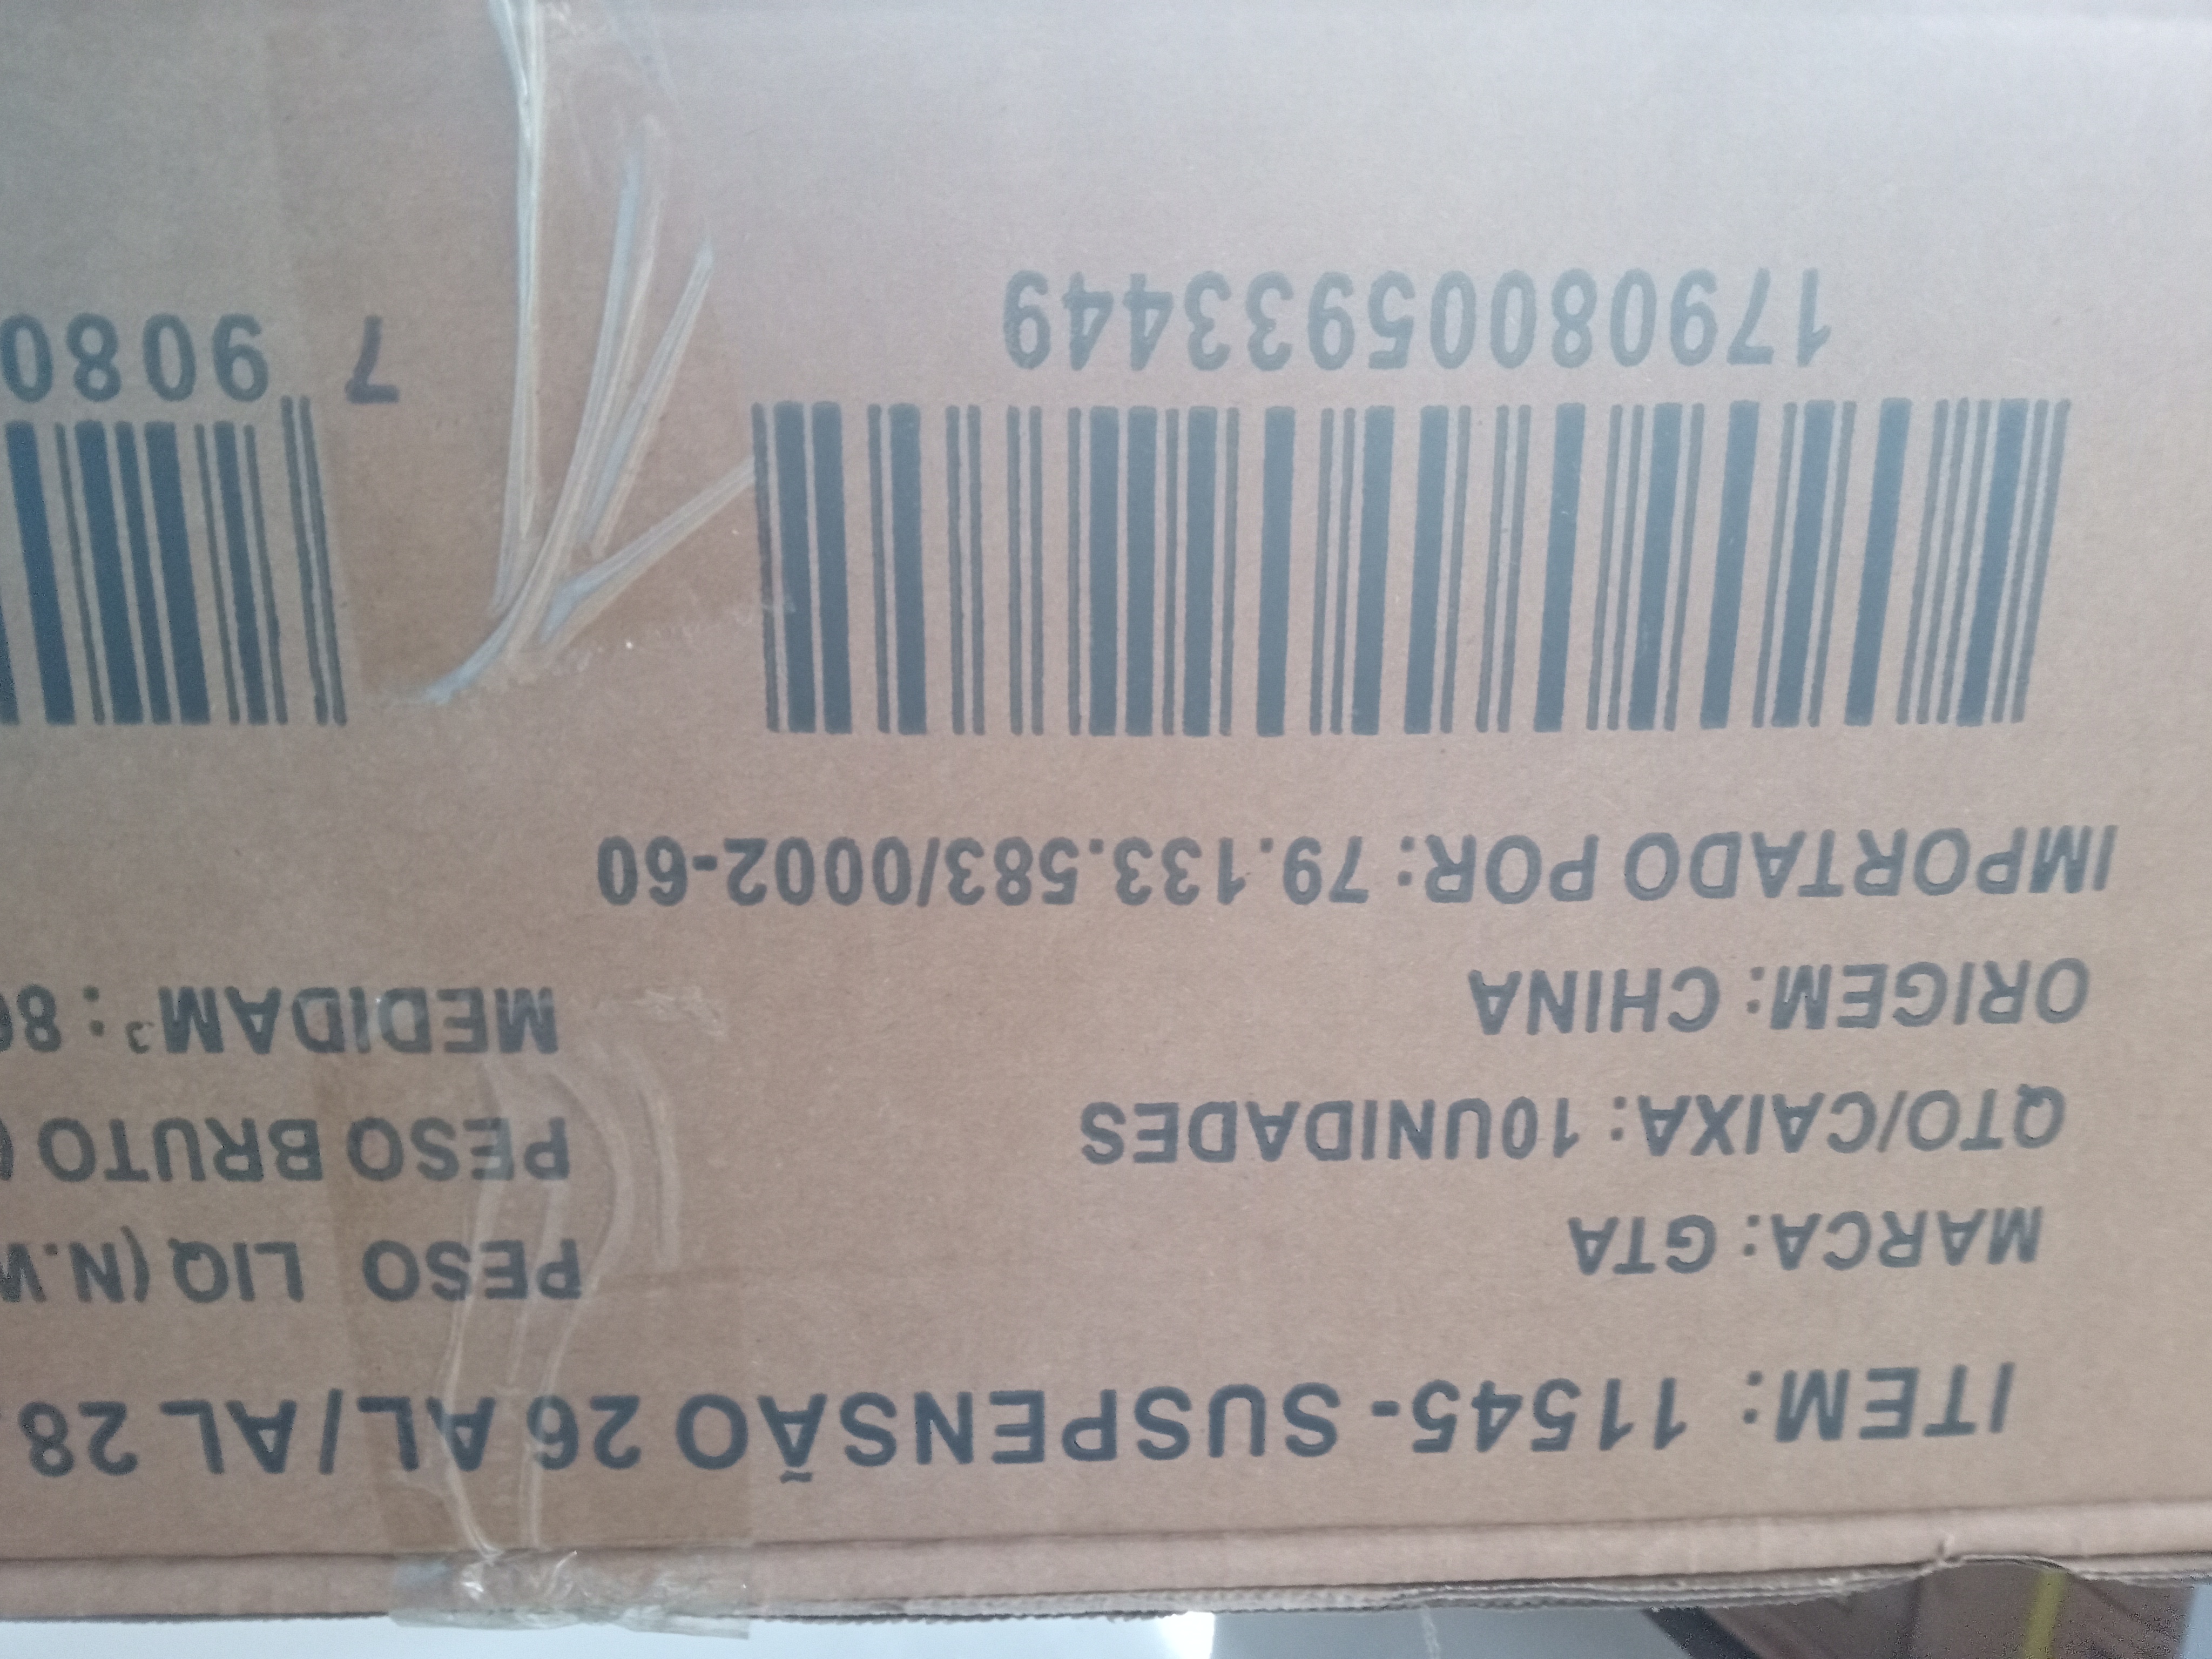 ITEM: 11545- SUSPENSÃO 26 AL/AL 28
MARCA: GTA
PESO LIQ (N.W
QTO/CAIXA: 10UNIDADES
PESO BRUTO (
ORIGEM: CHINA
MEDIDAM³: 80
IMPORTADO POR: 79.133.583/0002-60
17908005933449
7 9080